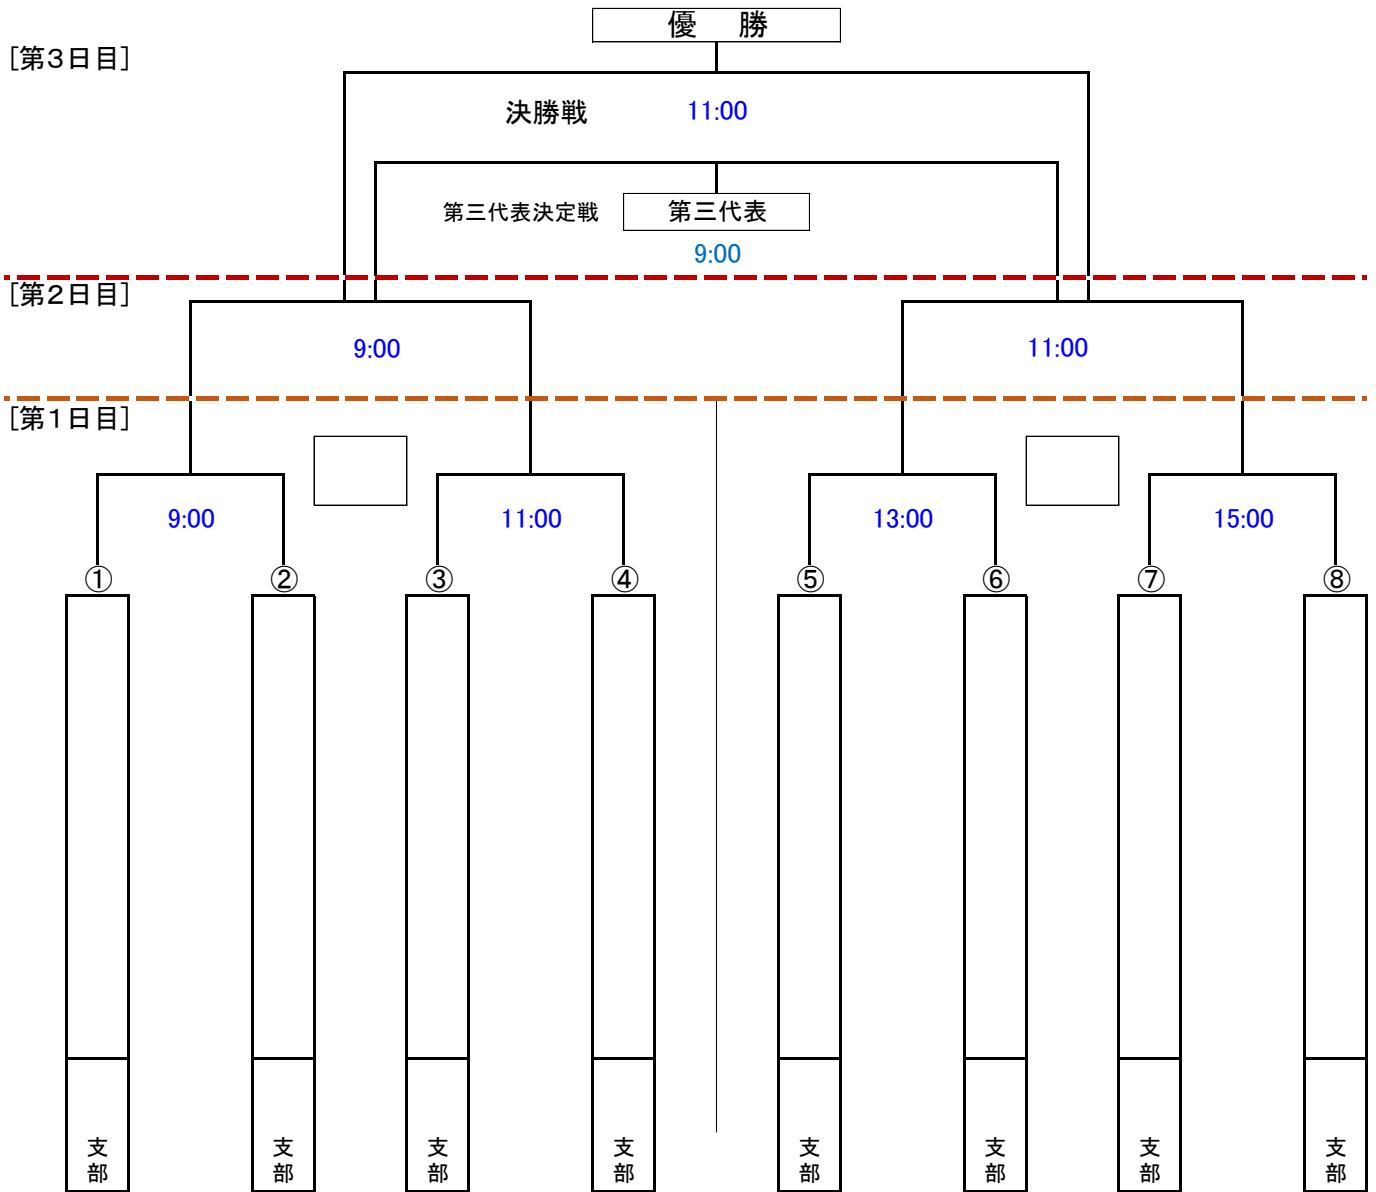 優　勝
[第３日目]
決勝戦　11:00
第三代表決定戦　第三代表
9:00
[第２日目]
9:00　11:00
[第１日目]
9:00　11:00　13:00　15:00
①　②　③　④　⑤　⑥　⑦　⑧
支部　支部　支部　支部　支部　支部　支部　支部